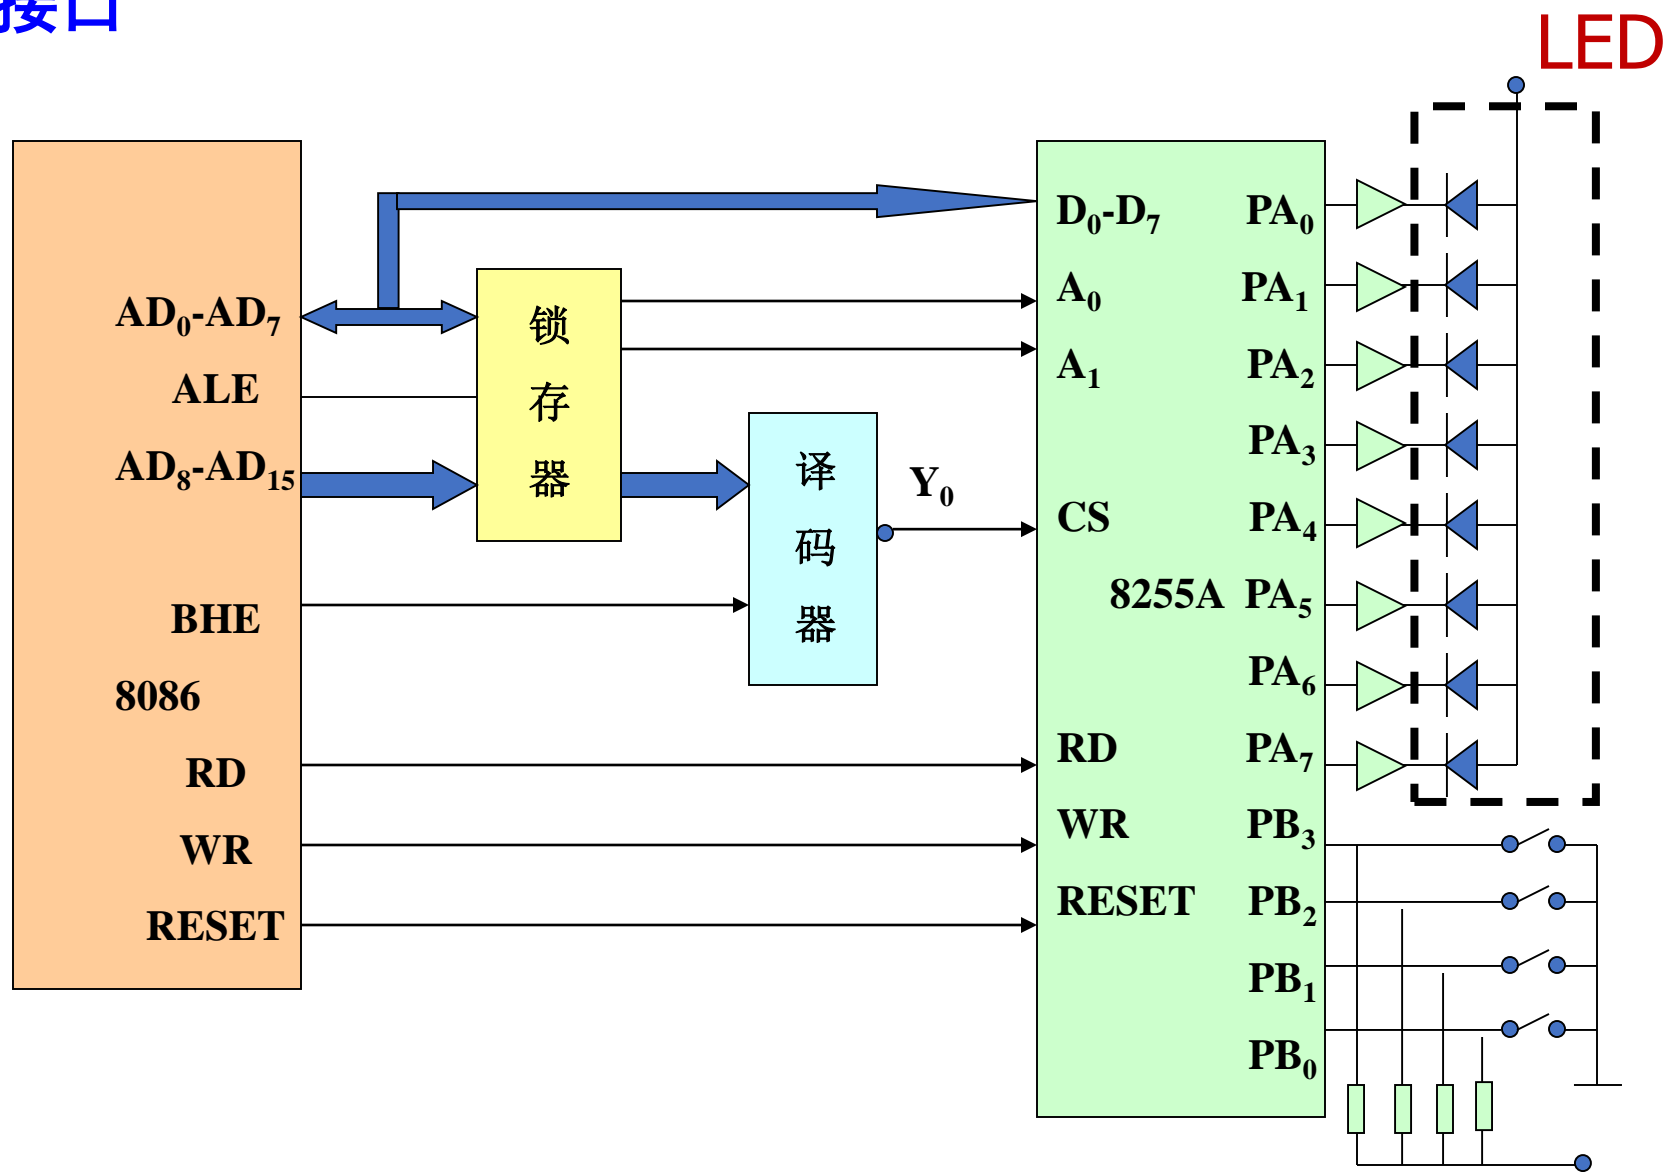 接口
LED
AD0-AD7
ALE
AD8-AD15
BHE
8086
RD
WR
RESET
锁
存
器
译
码
器
Y0
D0-D7
A0
A1
CS
8255A
RD
WR
RESET
PA0
PA1
PA2
PA3
PA4
PA5
PA6
PA7
PB3
PB2
PB1
PB0